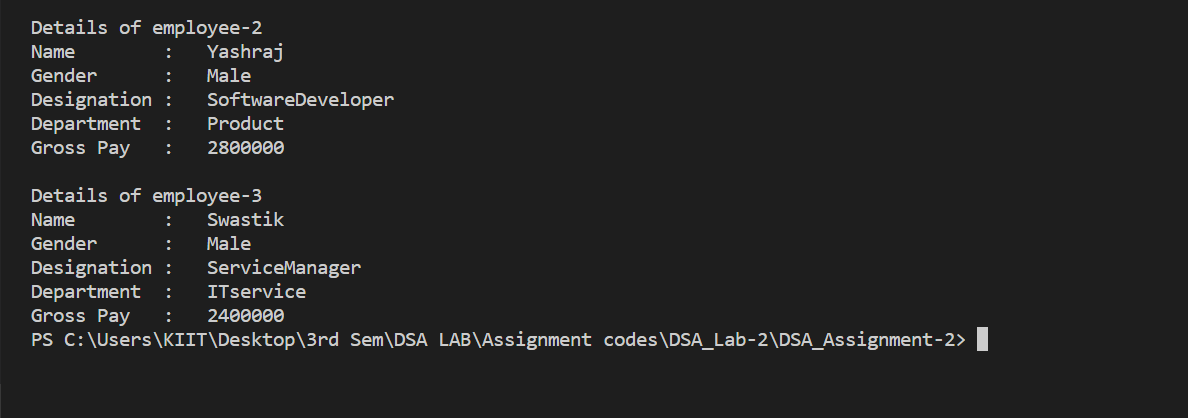 Details of employee-2
Name        :   Yashraj
Gender      :   Male
Designation :   SoftwareDeveloper
Department  :   Product
Gross Pay   :   2800000
Details of employee-3
Name        :   Swastik
Gender      :   Male
Designation :   ServiceManager
Department  :   ITservice
Gross Pay   :   2400000
PS C:\Users\KIIT\Desktop\3rd Sem\DSA LAB\Assignment codes\DSA_Lab-2\DSA_Assignment-2>